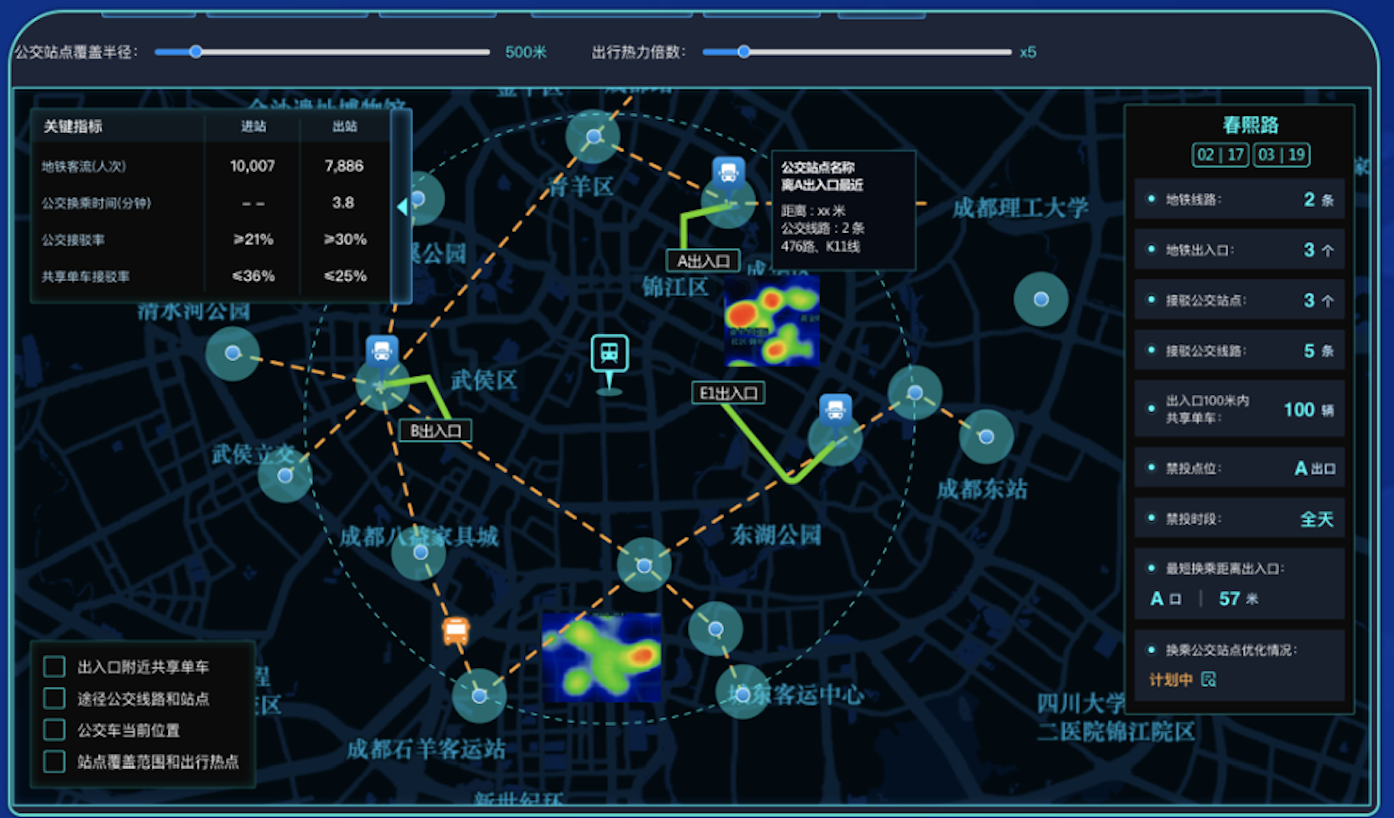 公交站点覆盖半径：
500米
出行热力倍数：
x5
关键指标 进站 出站
地铁客流(人次) 10,007 7,886
公交换乘时间(分钟) -- 3.8
公交接驳率 ≥21% ≥30%
共享单车接驳率 ≤36% ≤25%
青羊区
公交站点名称
离A出入口最近
距离：xx 米
公交线路：2 条
476路、K11线
A出入口
成都理工大学
锦江区
清水河公园
武侯区
E1出入口
B出入口
武侯立交
成都东站
成都八益家具城
东湖公园
城东客运中心
成都石羊客运站
四川大学
二医院锦江院区
出入口附近共享单车
途径公交线路和站点
公交车当前位置
站点覆盖范围和出行热点
春熙路
02 | 17 03 | 19
地铁线路： 2 条
地铁出入口： 3 个
接驳公交站点： 3 个
接驳公交线路： 5 条
出入口100米内
共享单车： 100 辆
禁投点位： A 出口
禁投时段： 全天
最短换乘距离出入口：
A 口 | 57 米
换乘公交站点优化情况：
计划中